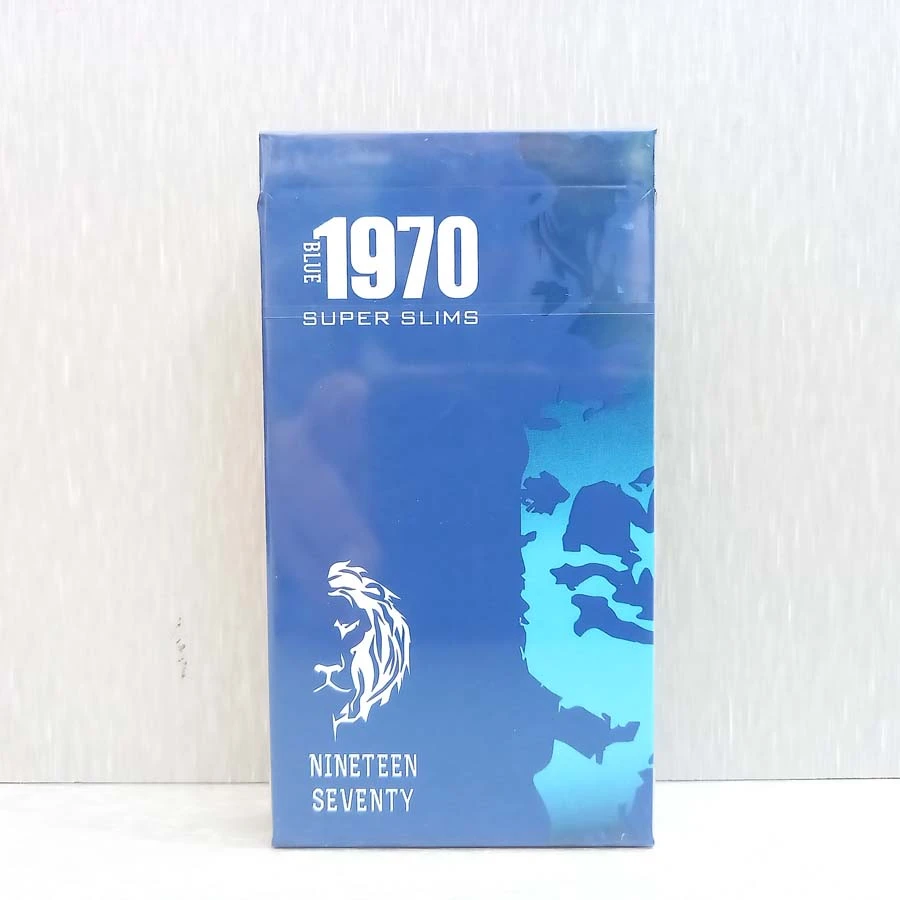 BLUE
1970
SUPER SLIMS
NINETEEN
SEVENTY